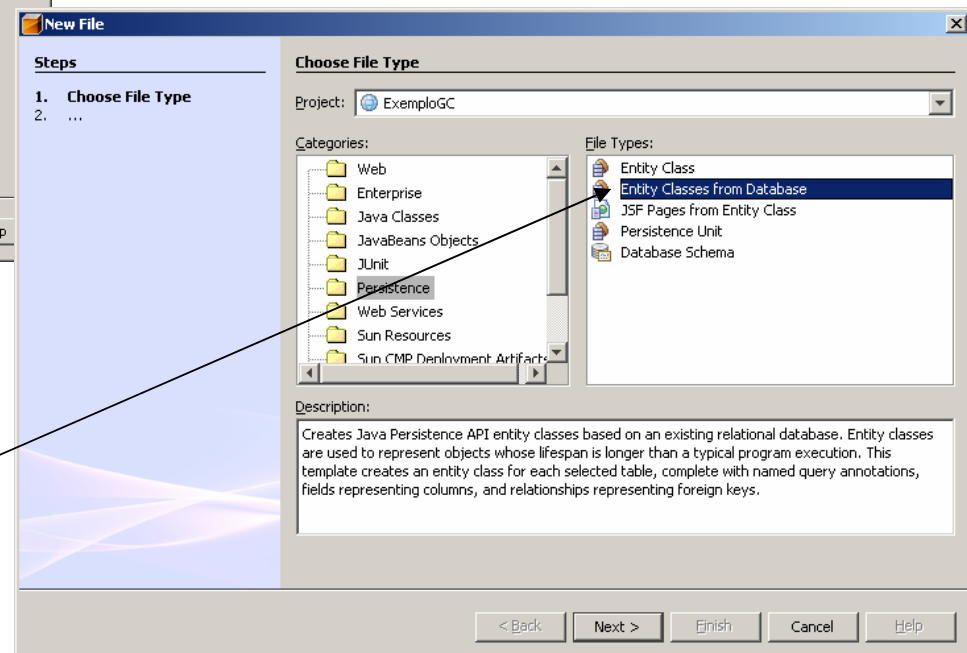 New File
Steps
1. Choose File Type
2. ...
Choose File Type
Project: ExemploGC
Categories:
Web
Enterprise
Java Classes
JavaBeans Objects
JUnit
Persistence
Web Services
Sun Resources
Sun CMP Deployment Artifacts
File Types:
Entity Class
Entity Classes from Database
JSF Pages from Entity Class
Persistence Unit
Database Schema
Description:
Creates Java Persistence API entity classes based on an existing relational database. Entity classes
are used to represent objects whose lifespan is longer than a typical program execution. This
template creates an entity class for each selected table, complete with named query annotations,
fields representing columns, and relationships representing foreign keys.
< Back Next > Finish Cancel Help
p